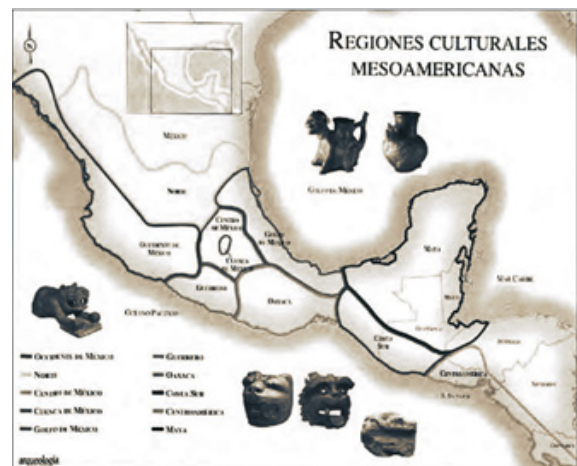 REGIONES CULTURALES
MESOAMERICANAS
MÉXICO
NORTE
GOLFO DE MÉXICO
CENTRO
DE MÉXICO
GOLFO
DE MÉXICO
OCCIDENTE DE
MÉXICO
CUENCA
DE MÉXICO
GUERRERO
OAXACA
MAYA
MAR CARIBE
OCÉANO PACÍFICO
COSTA
SUR
CENTROAMÉRICA
OCCIDENTE DE MÉXICO
NORTE
CENTRO DE MÉXICO
CUENCA DE MÉXICO
GOLFO DE MÉXICO
GUERRERO
OAXACA
COSTA SUR
CENTROAMÉRICA
MAYA
arqueología